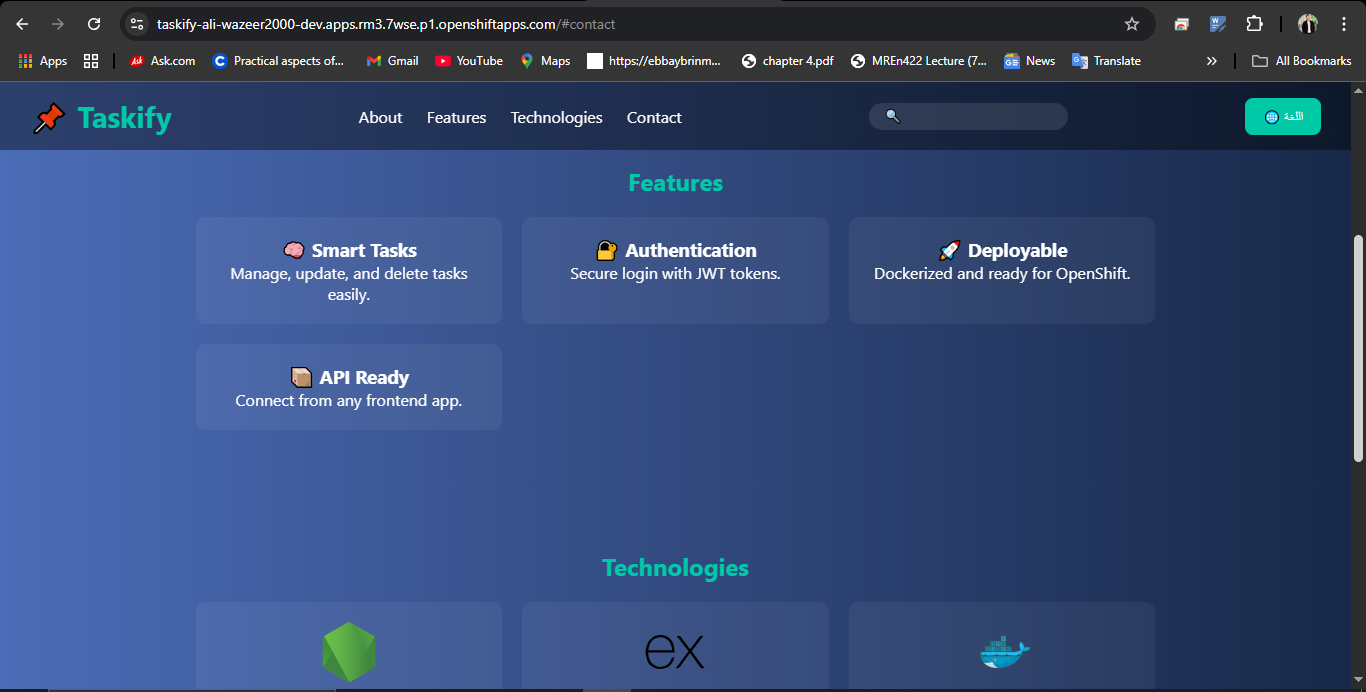 taskify-ali-wazeer2000-dev.apps.rm3.7wse.p1.openshiftapps.com/#contact
Apps Ask Ask.com Practical aspects of... Gmail YouTube Maps https://ebbaybrinm... chapter 4.pdf MREn422 Lecture (7... News Translate » All Bookmarks
Taskify About Features Technologies Contact اللغة
Features
Smart Tasks
Manage, update, and delete tasks
easily.
Authentication
Secure login with JWT tokens.
Deployable
Dockerized and ready for OpenShift.
API Ready
Connect from any frontend app.
Technologies
ex